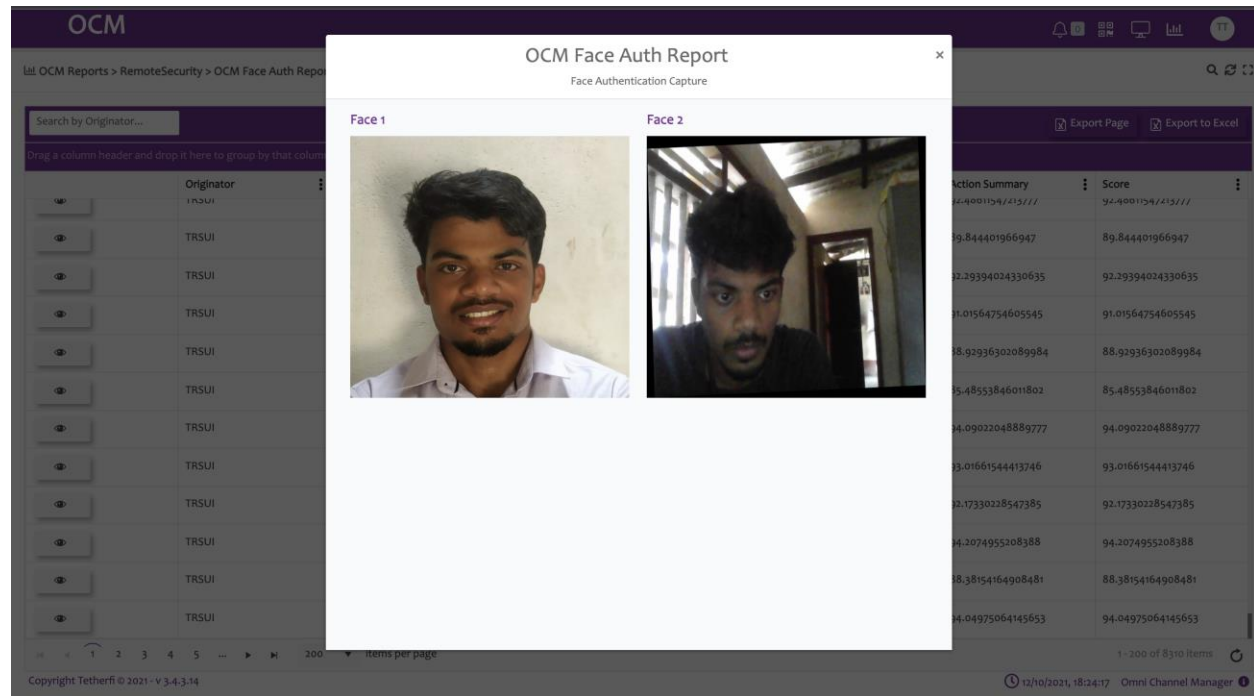 OCM
0
TT
OCM Reports > RemoteSecurity > OCM Face Auth Repor
OCM Face Auth Report
×
Face Authentication Capture
Face 1
Face 2
Search by Originator...
Export Page
Export to Excel
Drag a column header and drop it here to group by that colum
Originator
Action Summary
Score
TRSUI
TRSUI 89.844401966947 89.844401966947
TRSUI 92.29394024330635 92.29394024330635
TRSUI 91.01564754605545 91.01564754605545
TRSUI 88.92936302089984 88.92936302089984
TRSUI 85.48553846011802 85.48553846011802
TRSUI 94.09022048889777 94.09022048889777
TRSUI 93.01661544413746 93.01661544413746
TRSUI 92.17330228547385 92.17330228547385
TRSUI 94.2074955208388 94.2074955208388
TRSUI 88.38154164908481 88.38154164908481
TRSUI 94.04975064145653 94.04975064145653
1 2 3 4 5 ... 200 items per page
1 - 200 of 8310 items
Copyright Tetherfi © 2021 - v 3.4.3.14
12/10/2021, 18:24:17 Omni Channel Manager